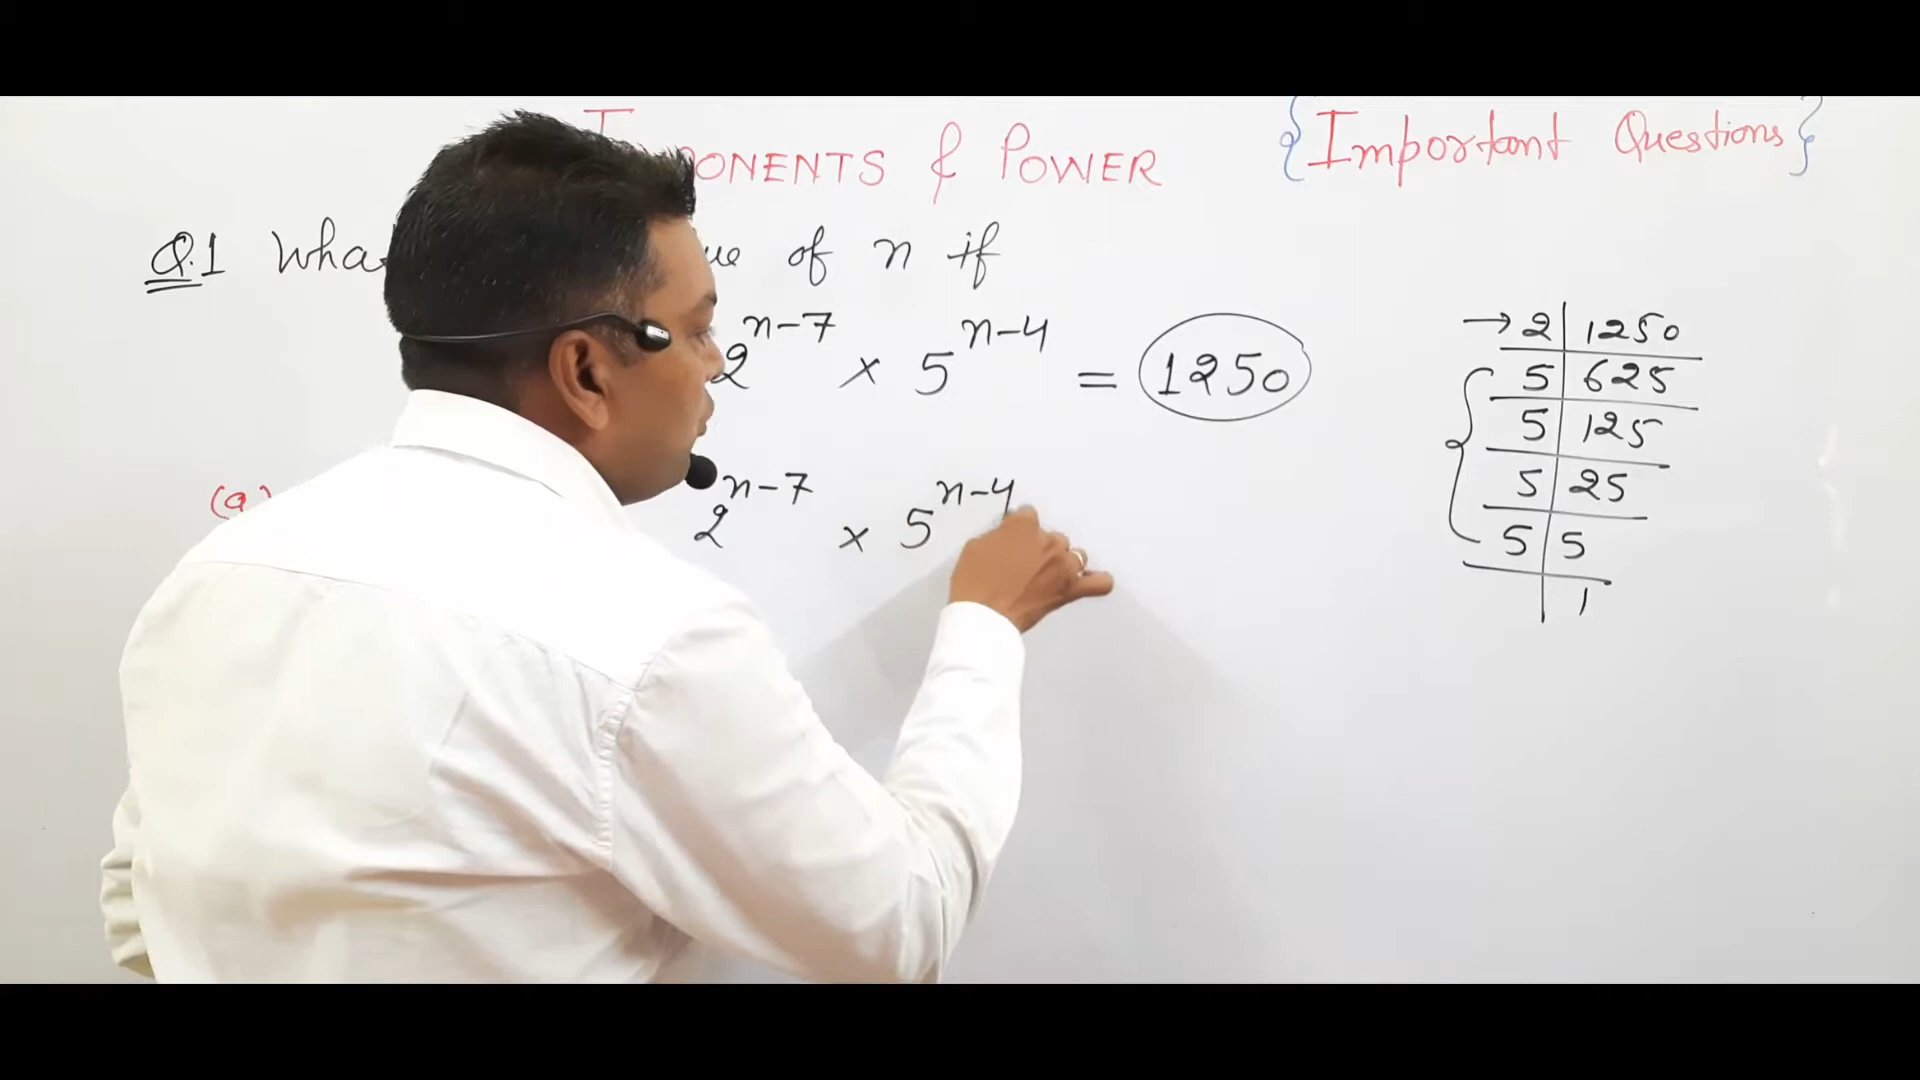 & POWER {Important Questions}
Q.1 of n if
2^(n-7) × 5^(n-4) = 1250
(a) 2^(n-7) × 5^(n-4)
→ 2 | 1250
5 | 625
5 | 125
5 | 25
5 | 5
1